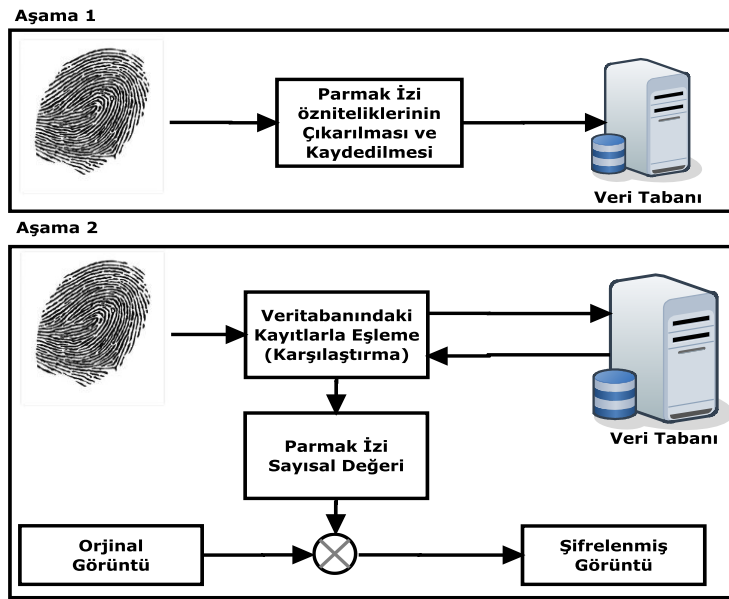 Aşama 1
Parmak İzi
özniteliklerinin
Çıkarılması ve
Kaydedilmesi
Veri Tabanı
Aşama 2
Veritabanındaki
Kayıtlarla Eşleme
(Karşılaştırma)
Veri Tabanı
Parmak İzi
Sayısal Değeri
Orjinal
Görüntü
Şifrelenmiş
Görüntü